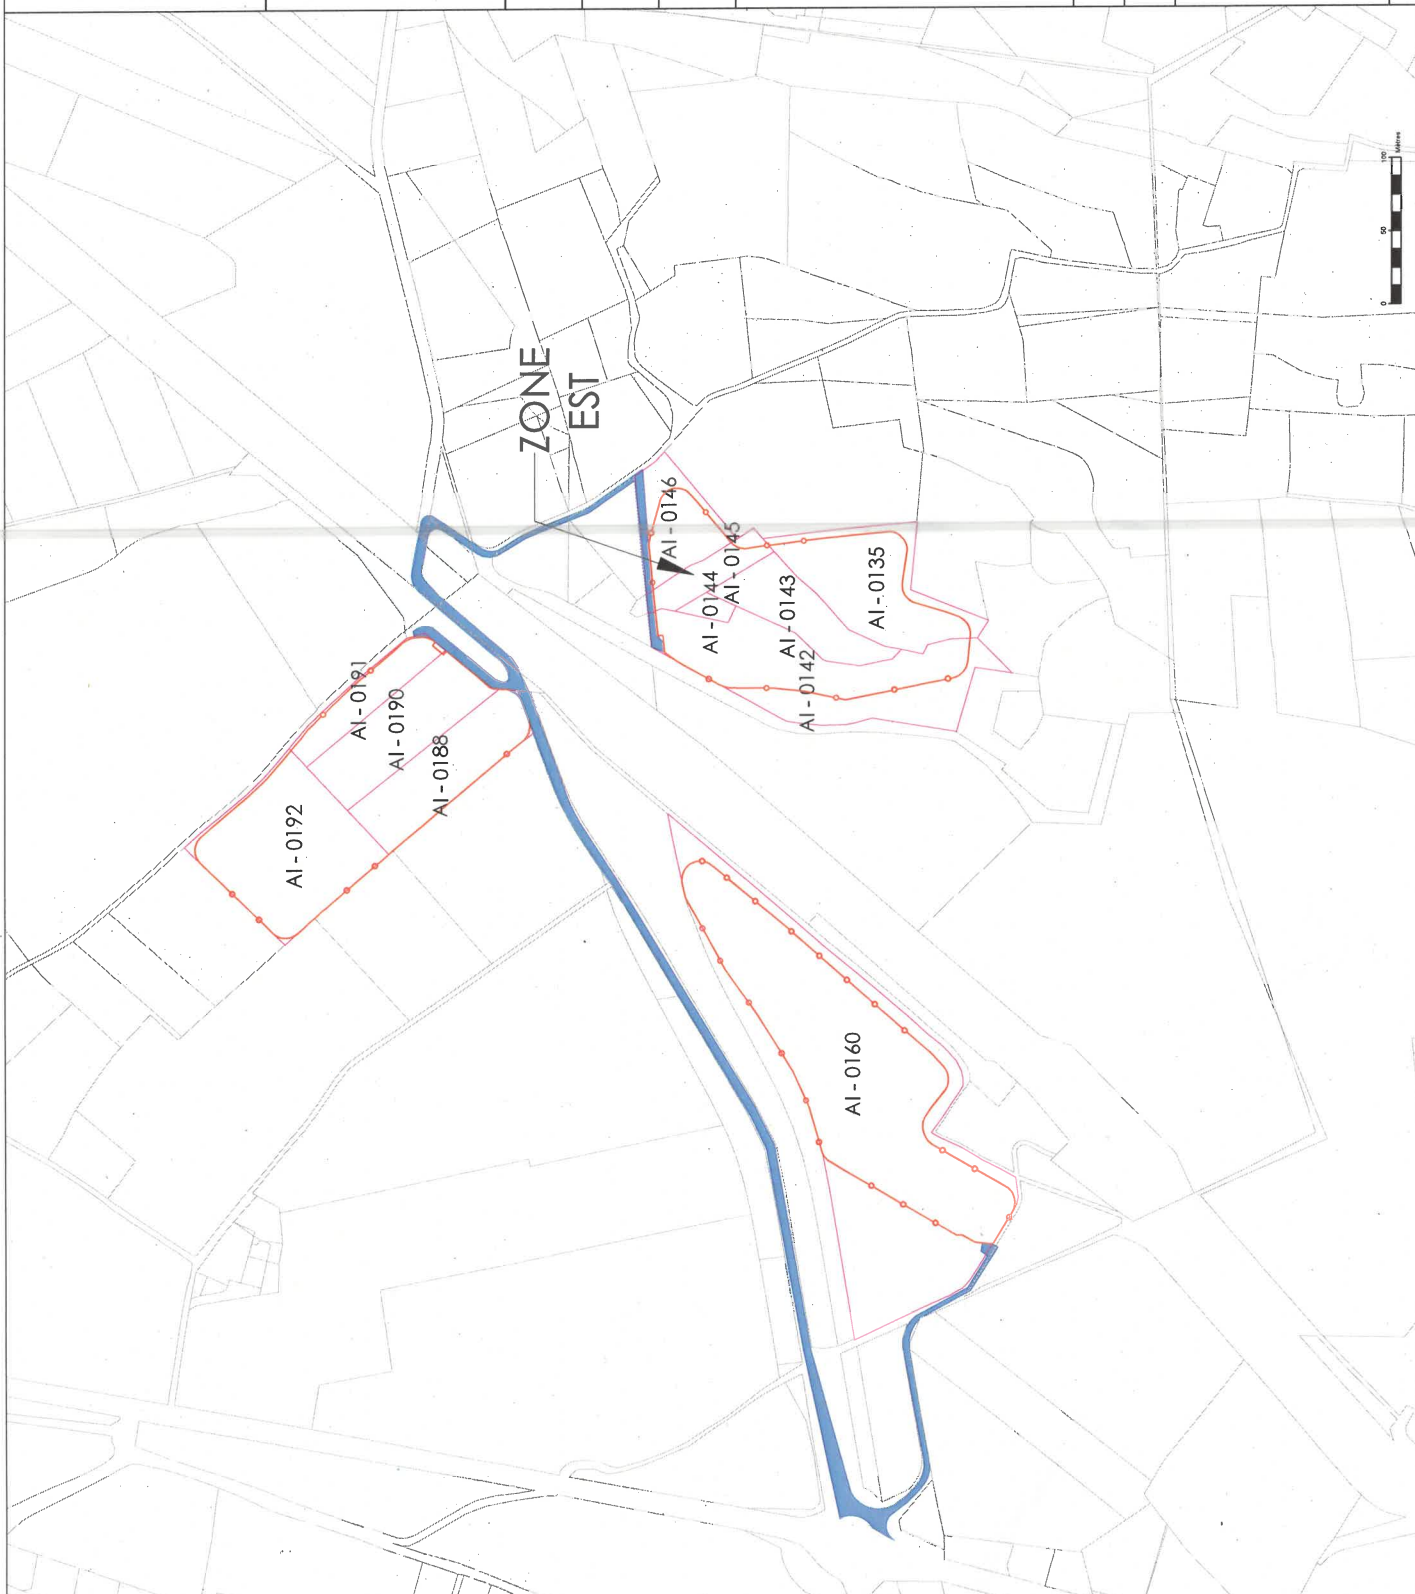 ZONE
EST
AI - 0146
AI - 0145
AI - 0144
AI - 0143
AI - 0142
AI - 0135
AI - 0191
AI - 0190
AI - 0188
AI - 0192
AI - 0160
0 50 100
Mètres